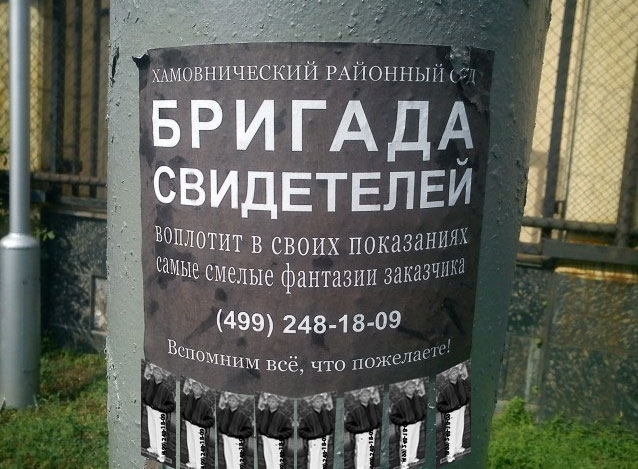 ХАМОВНИЧЕСКИЙ РАЙОННЫЙ СУД
БРИГАДА
СВИДЕТЕЛЕЙ
воплотит в своих показаниях
самые смелые фантазии заказчика
(499) 248-18-09
Вспомним всё, что пожелаете!